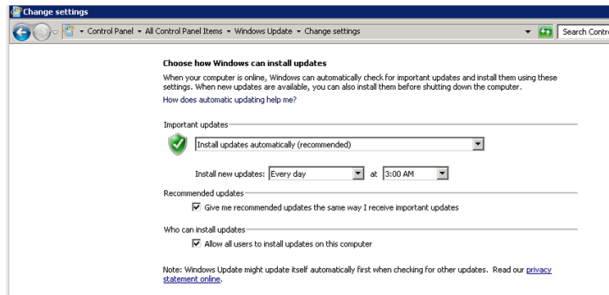 Change settings
Control Panel All Control Panel Items Windows Update Change settings
Search Contr
Choose how Windows can install updates
When your computer is online, Windows can automatically check for important updates and install them using these
settings. When new updates are available, you can also install them before shutting down the computer.
How does automatic updating help me?
Important updates
Install updates automatically (recommended)
Install new updates: Every day at 3:00 AM
Recommended updates
Give me recommended updates the same way I receive important updates
Who can install updates
Allow all users to install updates on this computer
Note: Windows Update might update itself automatically first when checking for other updates. Read our privacy
statement online.